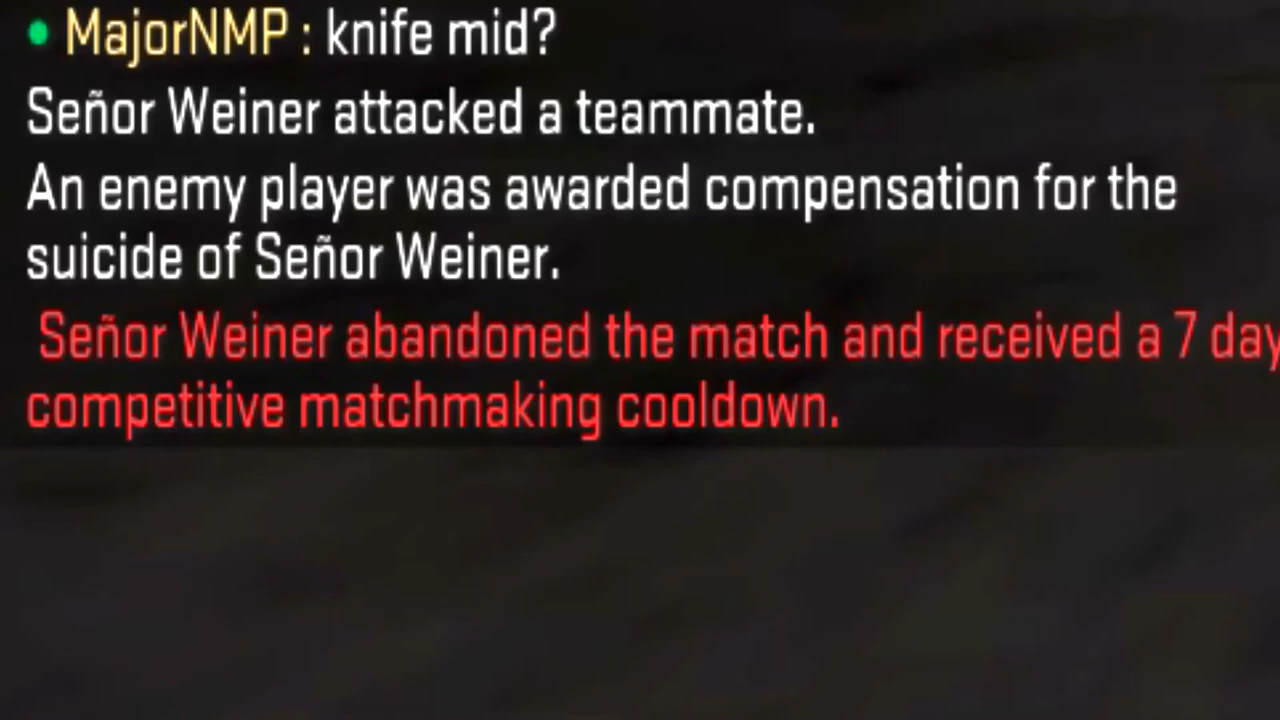 MajorNMP : knife mid?
Señor Weiner attacked a teammate.
An enemy player was awarded compensation for the
suicide of Señor Weiner.
Señor Weiner abandoned the match and received a 7 day
competitive matchmaking cooldown.